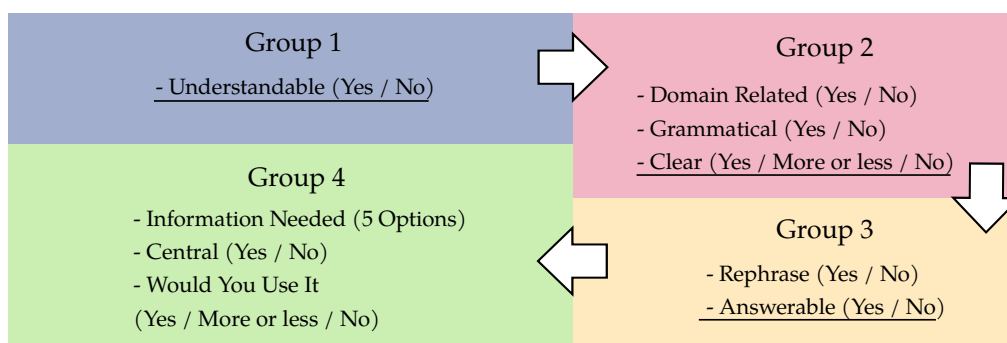 Group 1
- Understandable (Yes / No)
Group 2
- Domain Related (Yes / No)
- Grammatical (Yes / No)
- Clear (Yes / More or less / No)
Group 3
- Rephrase (Yes / No)
- Answerable (Yes / No)
Group 4
- Information Needed (5 Options)
- Central (Yes / No)
- Would You Use It
(Yes / More or less / No)